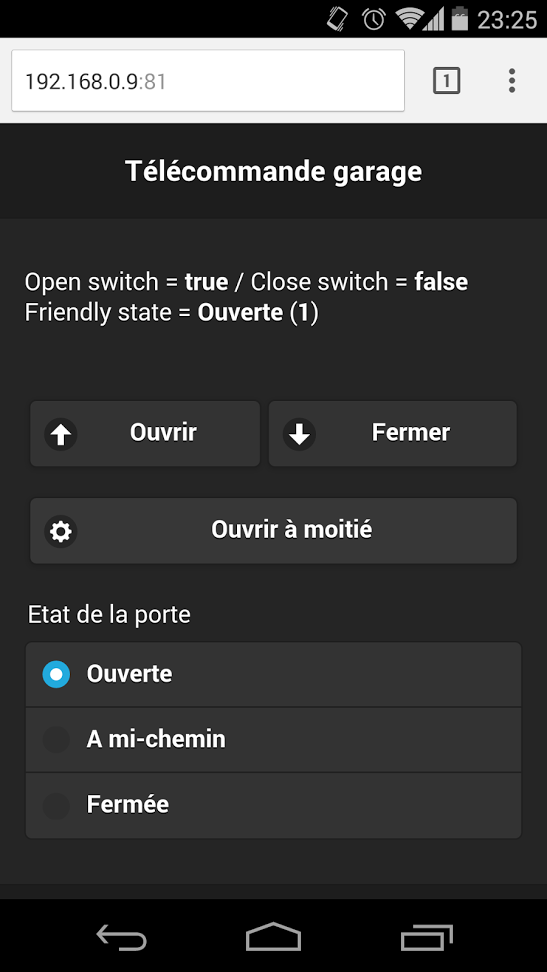 23:25
192.168.0.9:81
1
Télécommande garage
Open switch = true / Close switch = false
Friendly state = Ouverte (1)
Ouvrir
Fermer
Ouvrir à moitié
Etat de la porte
Ouverte
A mi-chemin
Fermée